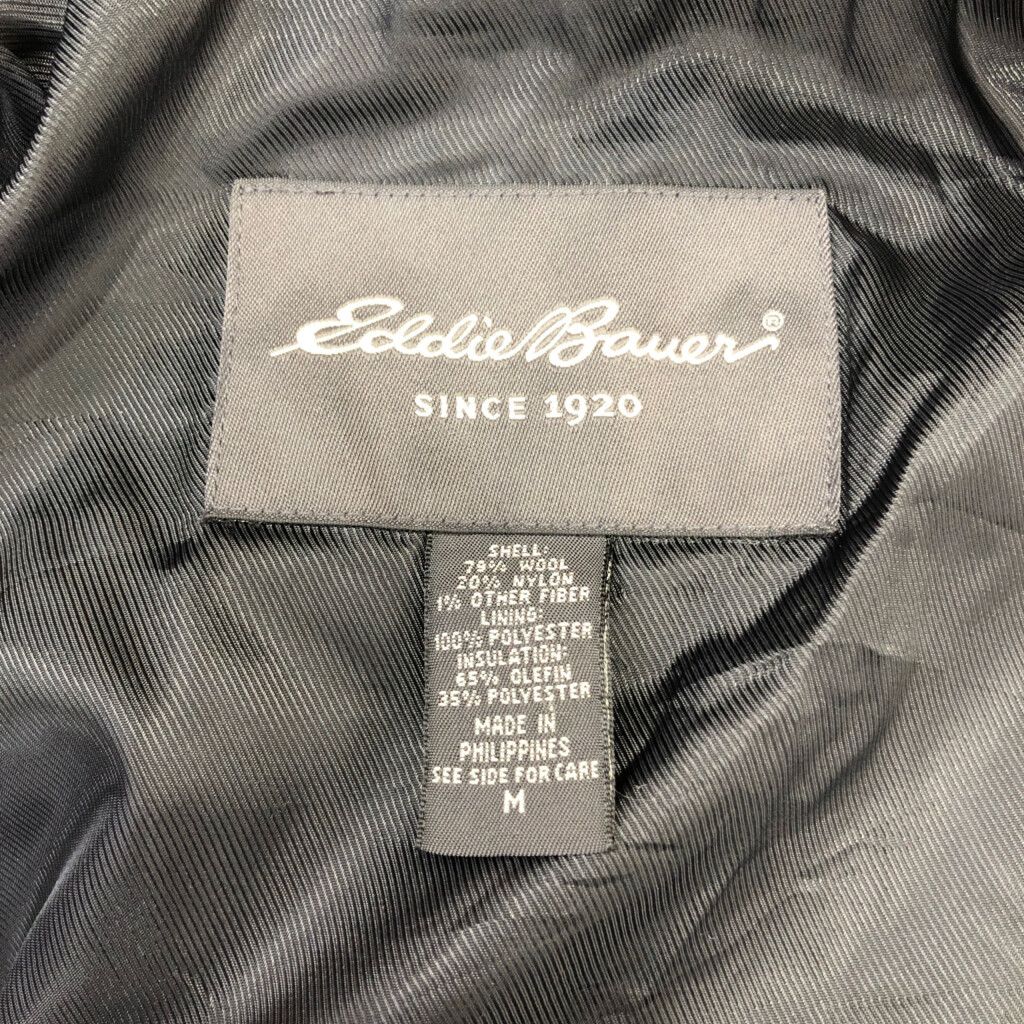 Eddie Bauer®
SINCE 1920
SHELL:
79% WOOL
20% NYLON
1% OTHER FIBER
LINING:
100% POLYESTER
INSULATION:
65% OLEFIN
35% POLYESTER
MADE IN
PHILIPPINES
SEE SIDE FOR CARE
M